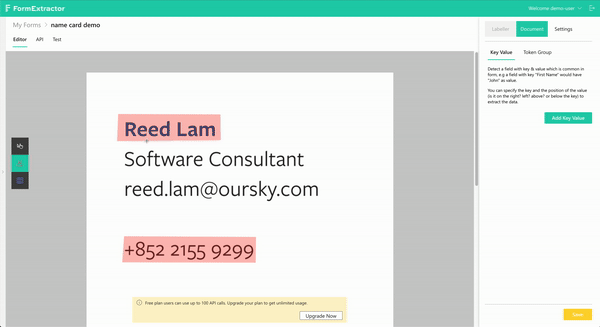 FormExtractor
Welcome demo-user
My Forms > name card demo
Editor API Test
Labeller Document Settings
Key Value Token Group
Detect a field with key & value which is common in
form, e.g a field with key "First Name" would have
"John" as value.
You can specify the key and the position of the value
(is it on the right? left? above? or below the key) to
extract the data.
Add Key Value
Reed Lam
Software Consultant
reed.lam@oursky.com
+852 2155 9299
Free plan users can use up to 100 API calls. Upgrade your plan to get unlimited usage.
Upgrade Now
Save